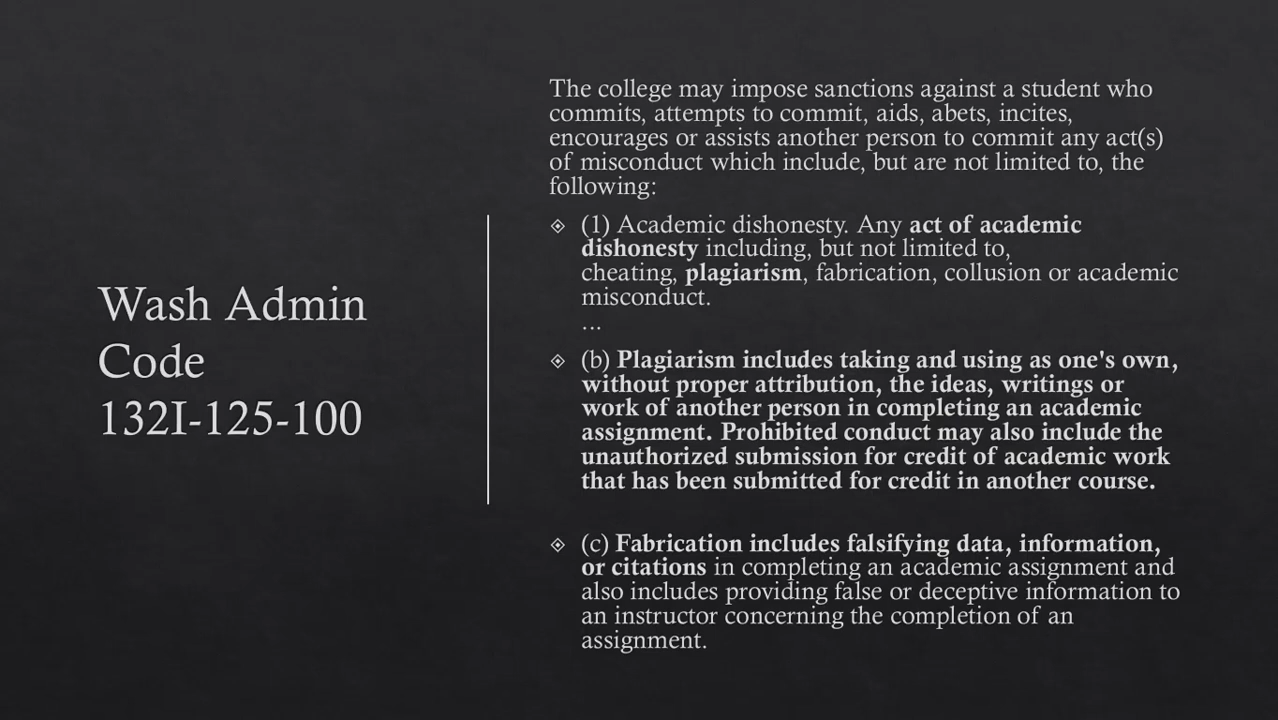 Wash Admin
Code
132I-125-100
The college may impose sanctions against a student who
commits, attempts to commit, aids, abets, incites,
encourages or assists another person to commit any act(s)
of misconduct which include, but are not limited to, the
following:
(1) Academic dishonesty. Any act of academic
dishonesty including, but not limited to,
cheating, plagiarism, fabrication, collusion or academic
misconduct.
...
(b) Plagiarism includes taking and using as one's own,
without proper attribution, the ideas, writings or
work of another person in completing an academic
assignment. Prohibited conduct may also include the
unauthorized submission for credit of academic work
that has been submitted for credit in another course.
(c) Fabrication includes falsifying data, information,
or citations in completing an academic assignment and
also includes providing false or deceptive information to
an instructor concerning the completion of an
assignment.